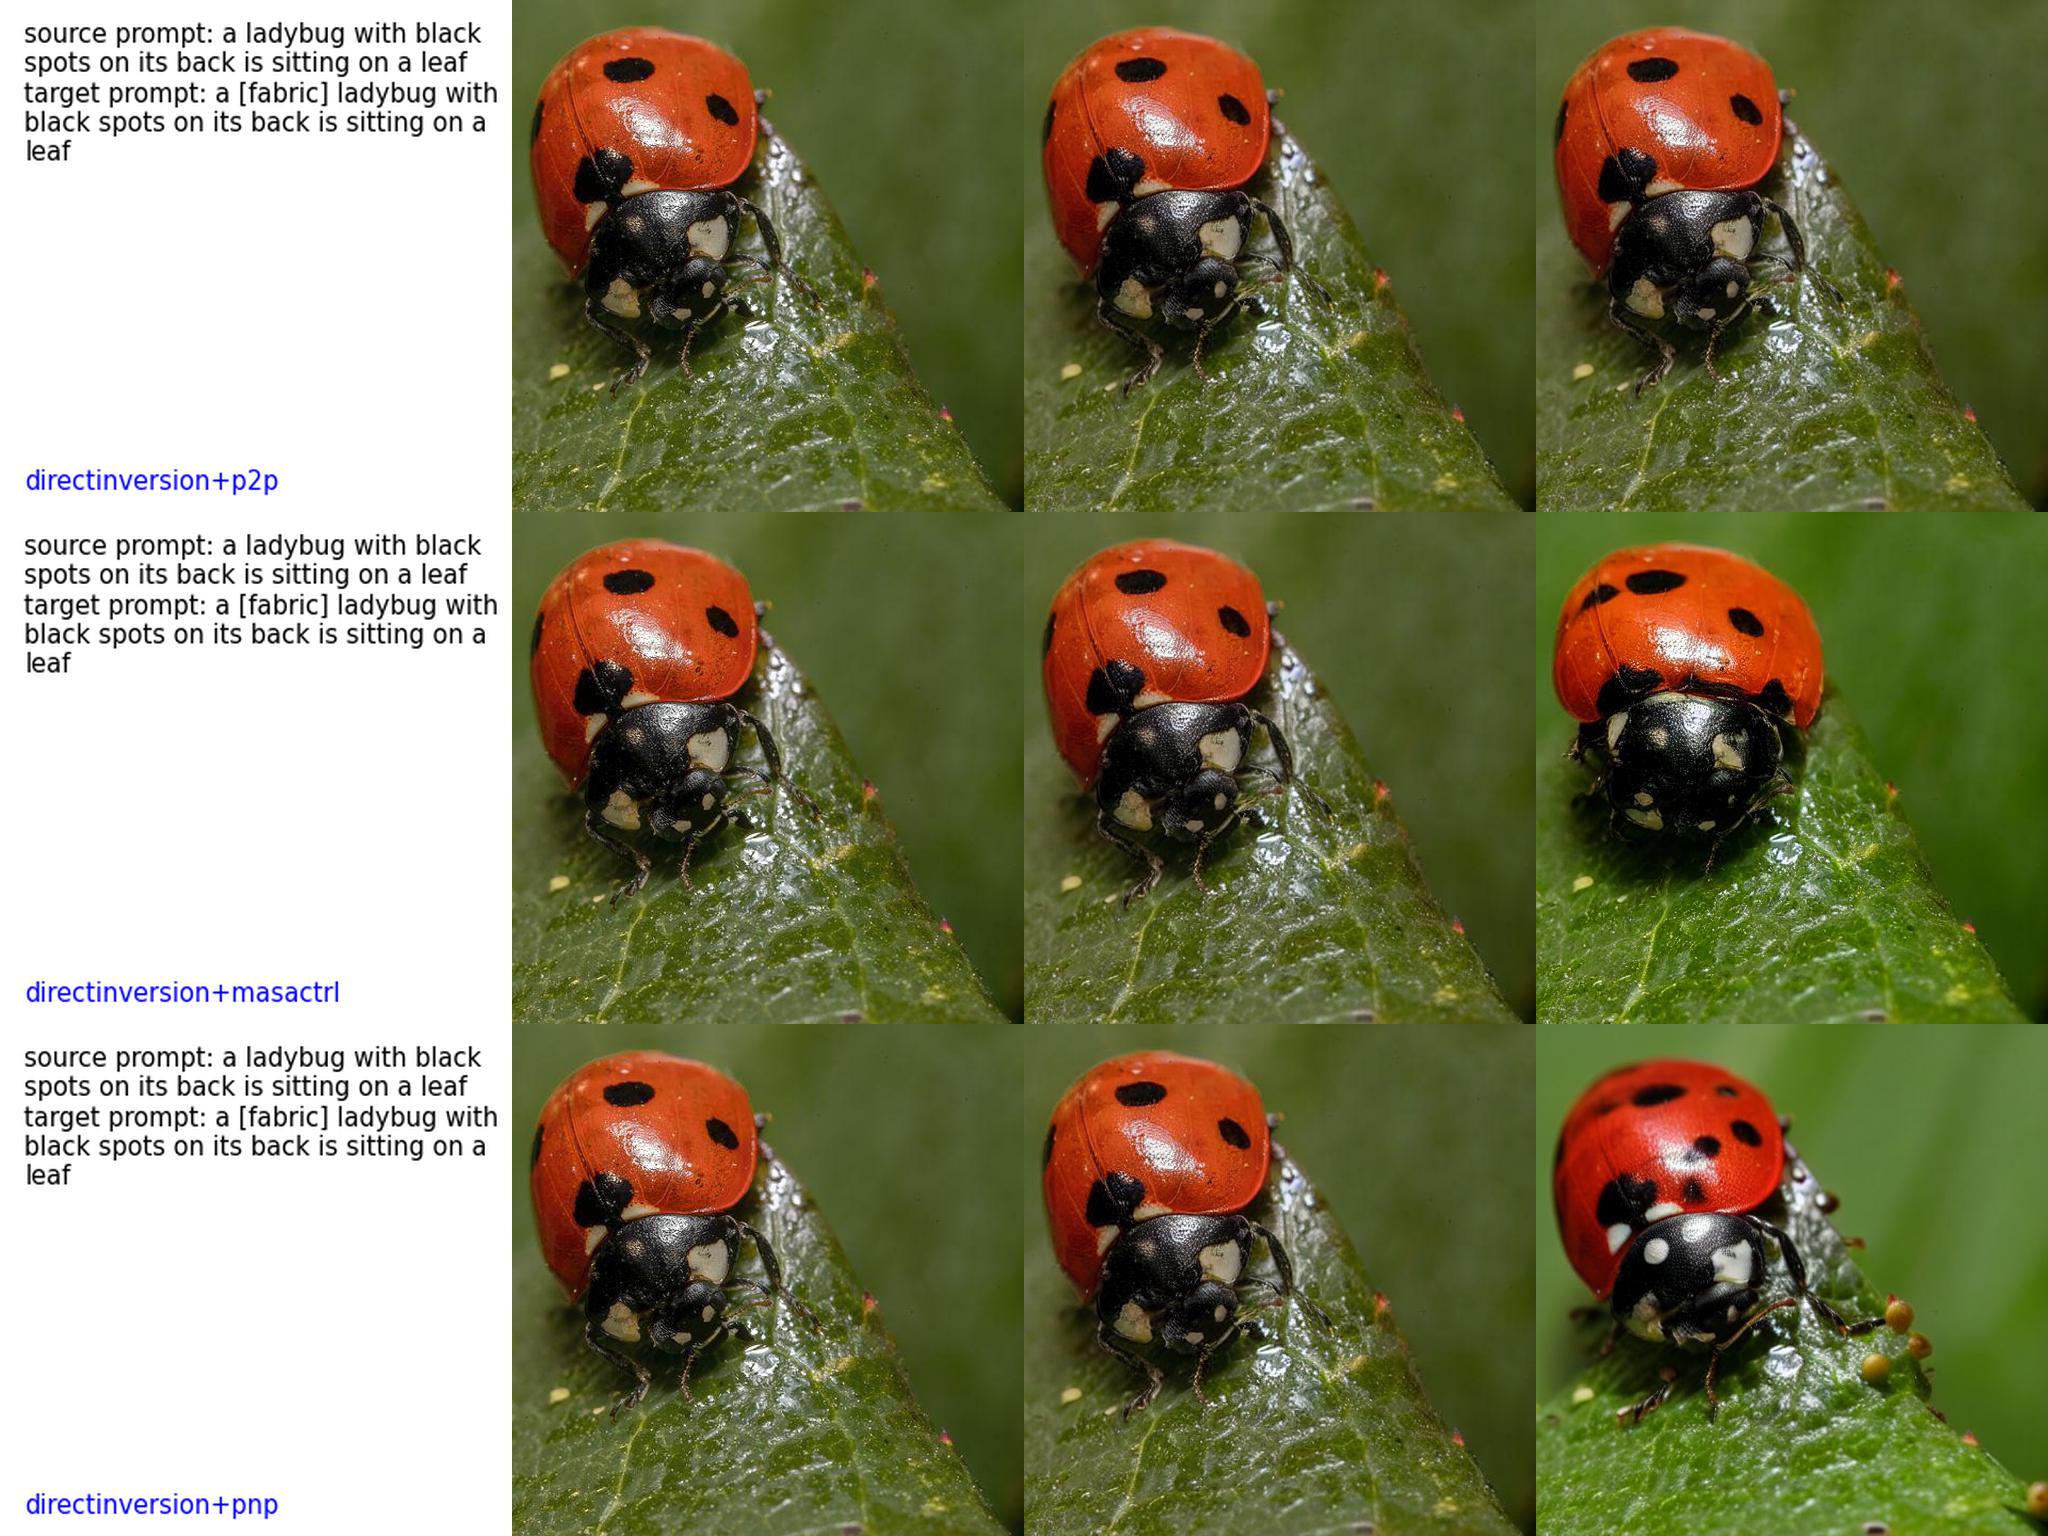 source prompt: a ladybug with black
spots on its back is sitting on a leaf
target prompt: a [fabric] ladybug with
black spots on its back is sitting on a
leaf
directinversion+p2p
source prompt: a ladybug with black
spots on its back is sitting on a leaf
target prompt: a [fabric] ladybug with
black spots on its back is sitting on a
leaf
directinversion+masactrl
source prompt: a ladybug with black
spots on its back is sitting on a leaf
target prompt: a [fabric] ladybug with
black spots on its back is sitting on a
leaf
directinversion+pnp